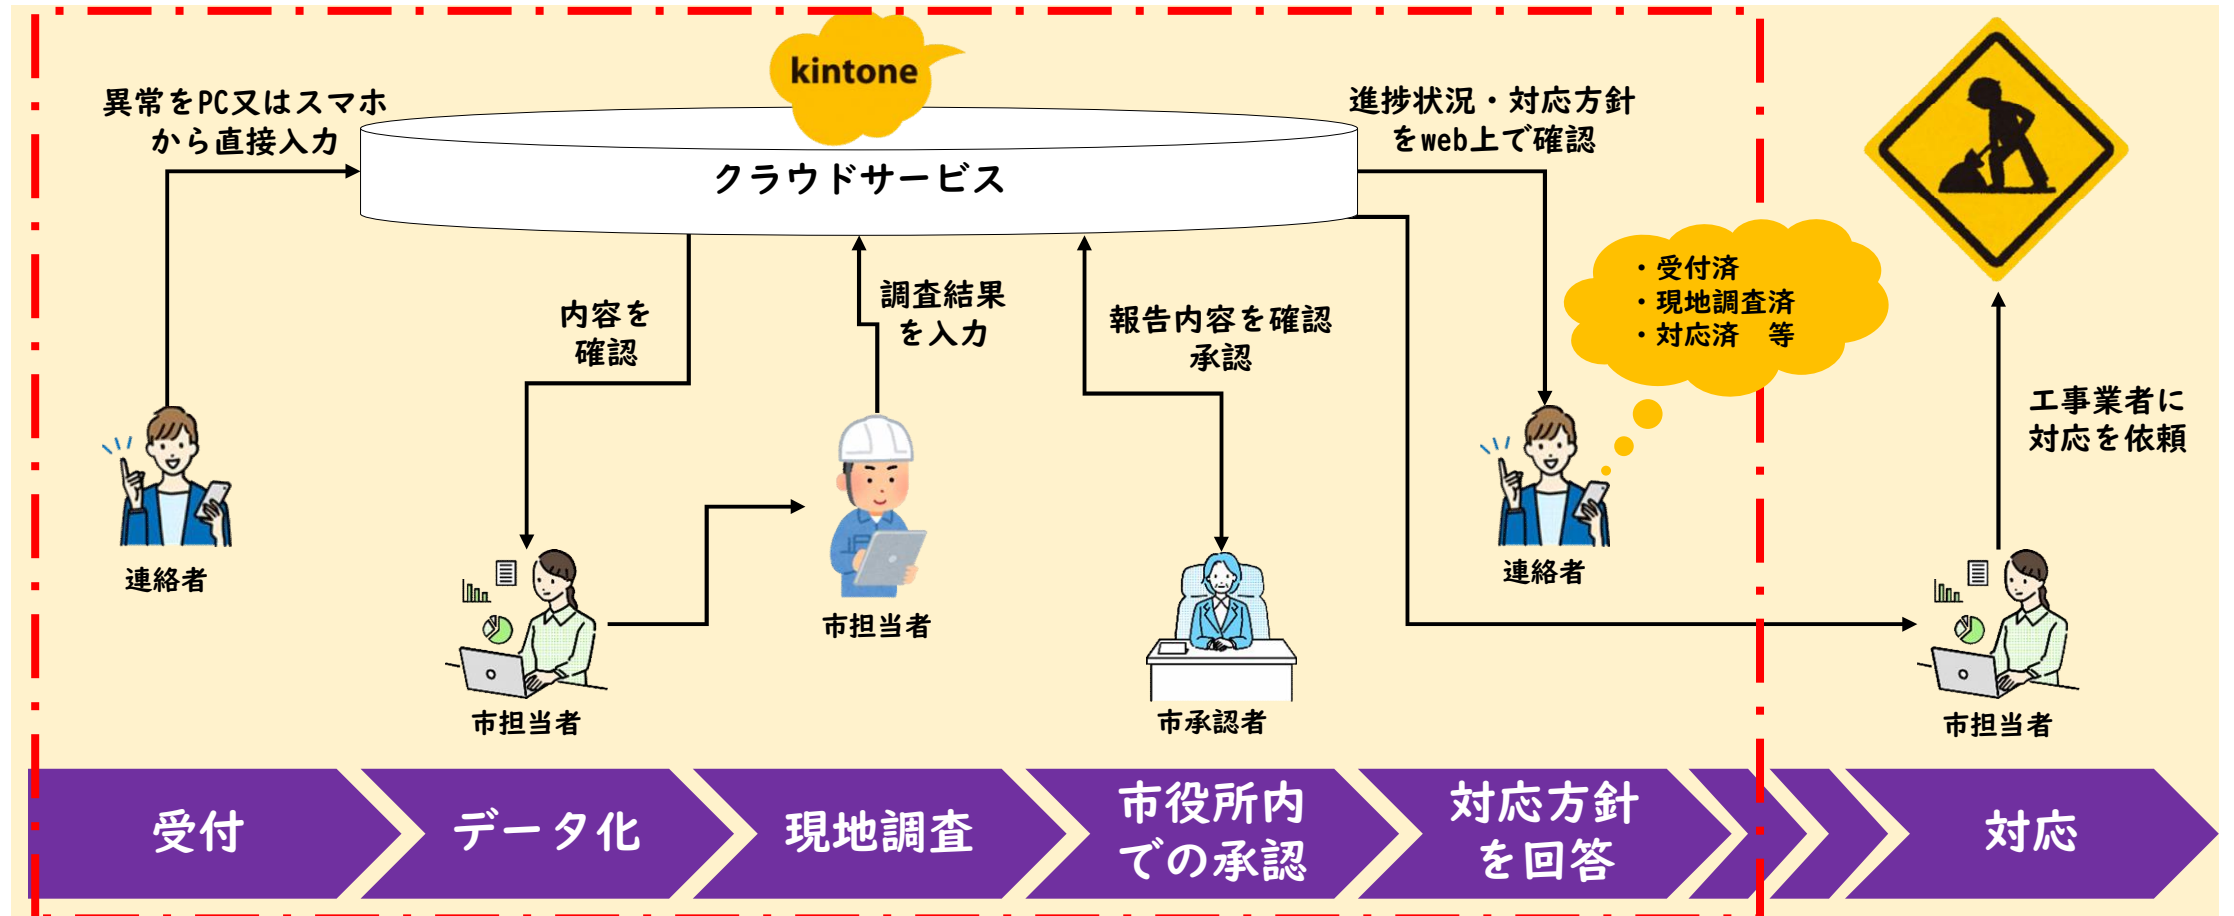 kintone
異常をPC又はスマホ
から直接入力
進捗状況・対応方針
をweb上で確認
クラウドサービス
・受付済
・現地調査済
・対応済　等
内容を
確認
調査結果
を入力
報告内容を確認
承認
工事業者に
対応を依頼
連絡者
市担当者
市担当者
市承認者
連絡者
市担当者
受付
データ化
現地調査
市役所内
での承認
対応方針
を回答
対応